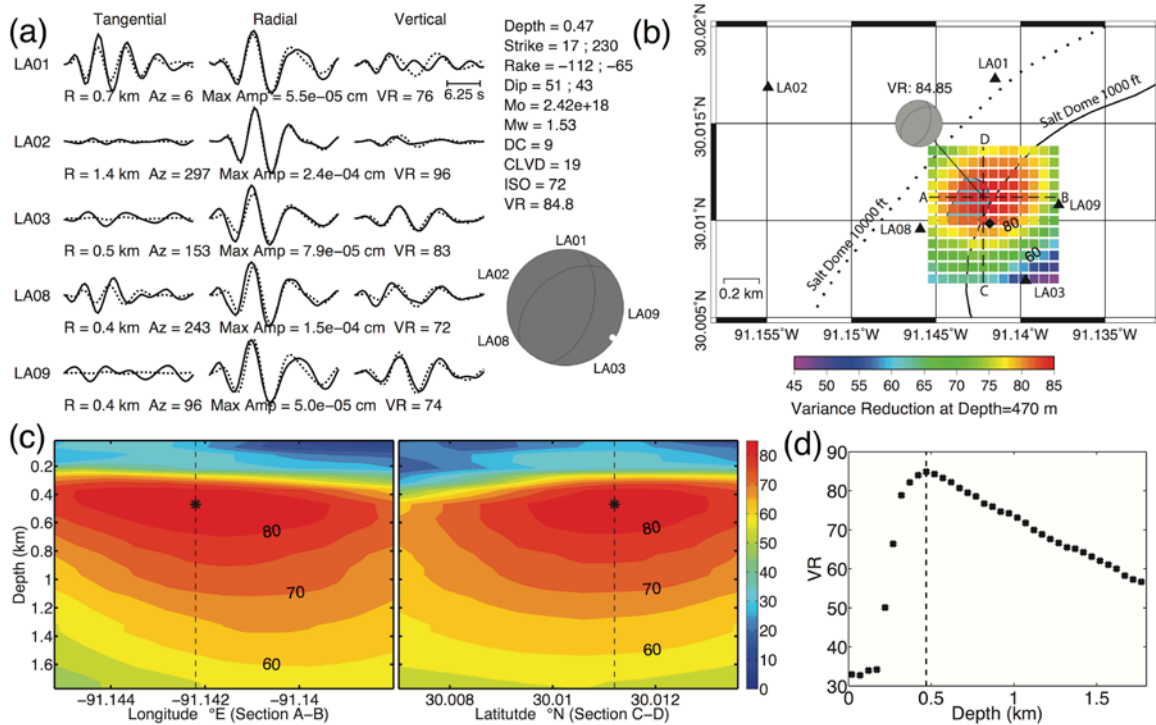 (a)
Tangential Radial Vertical
LA01
6.25 s
R = 0.7 km Az = 6 Max Amp = 5.5e-05 cm VR = 76
LA02
R = 1.4 km Az = 297 Max Amp = 2.4e-04 cm VR = 96
LA03
R = 0.5 km Az = 153 Max Amp = 7.9e-05 cm VR = 83
LA08
R = 0.4 km Az = 243 Max Amp = 1.5e-04 cm VR = 72
LA09
R = 0.4 km Az = 96 Max Amp = 5.0e-05 cm VR = 74
Depth = 0.47
Strike = 17 ; 230
Rake = -112 ; -65
Dip = 51 ; 43
Mo = 2.42e+18
Mw = 1.53
DC = 9
CLVD = 19
ISO = 72
VR = 84.8
LA01
LA02
LA09
LA08
LA03
(b)
30.02˚N
30.015˚N
30.01˚N
30.005˚N
LA01
LA02
VR: 84.85
Salt Dome 1000 ft
D
A
B
LA09
LA08
80
60
Salt Dome 10000 ft
0.2 km
C
LA03
91.155˚W 91.15˚W 91.145˚W 91.14˚W 91.135˚W
45 50 55 60 65 70 75 80 85
Variance Reduction at Depth=470 m
(c)
Depth (km)
0.2
0.4
0.6
0.8
1
1.2
1.4
1.6
80
70
60
-91.144 -91.142 -91.14
Longitude °E (Section A-B)
80
70
60
30.008 30.01 30.012
Latitutde °N (Section C-D)
80
70
60
50
40
30
20
10
0
(d)
VR
90
80
70
60
50
40
30
0 0.5 1 1.5
Depth (km)